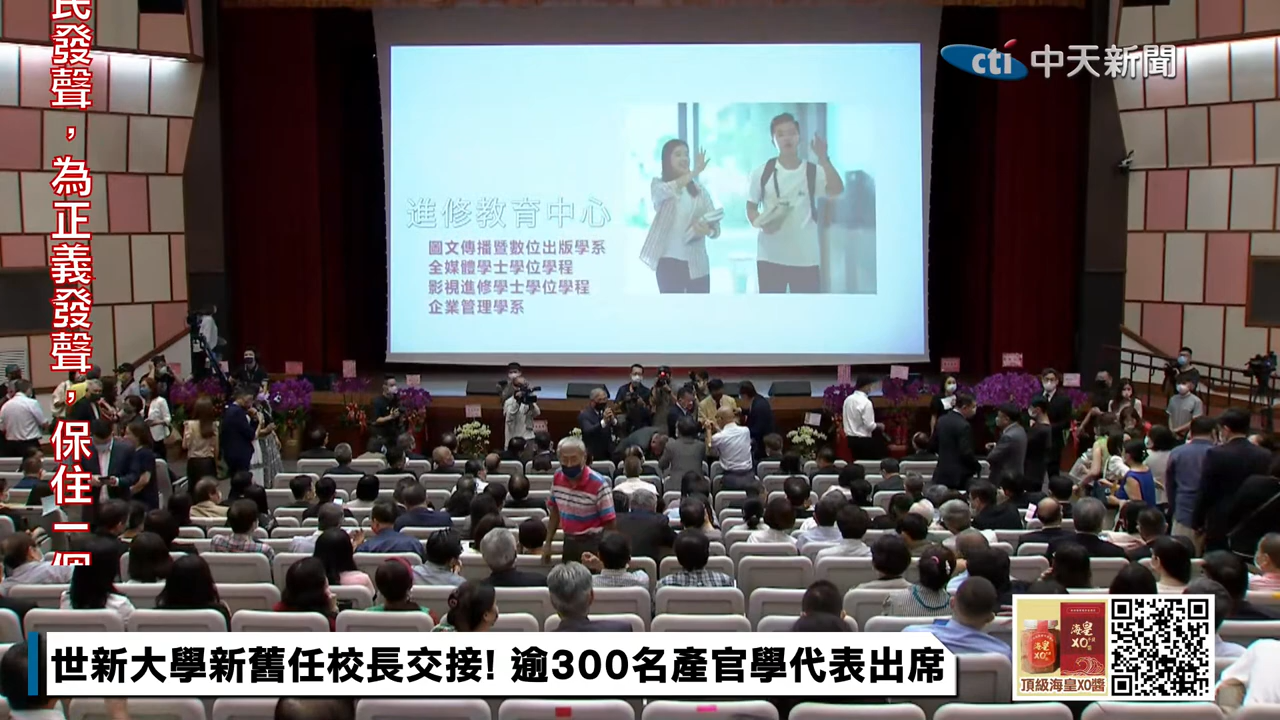 民發聲，為正義發聲，保住一個
cti 中天新聞
進修教育中心
圖文傳播暨數位出版學系
全媒體學士學位學程
影視進修學士學位學程
企業管理學系
世新大學新舊任校長交接! 逾300名產官學代表出席
海皇
XO
頂級海皇XO醬